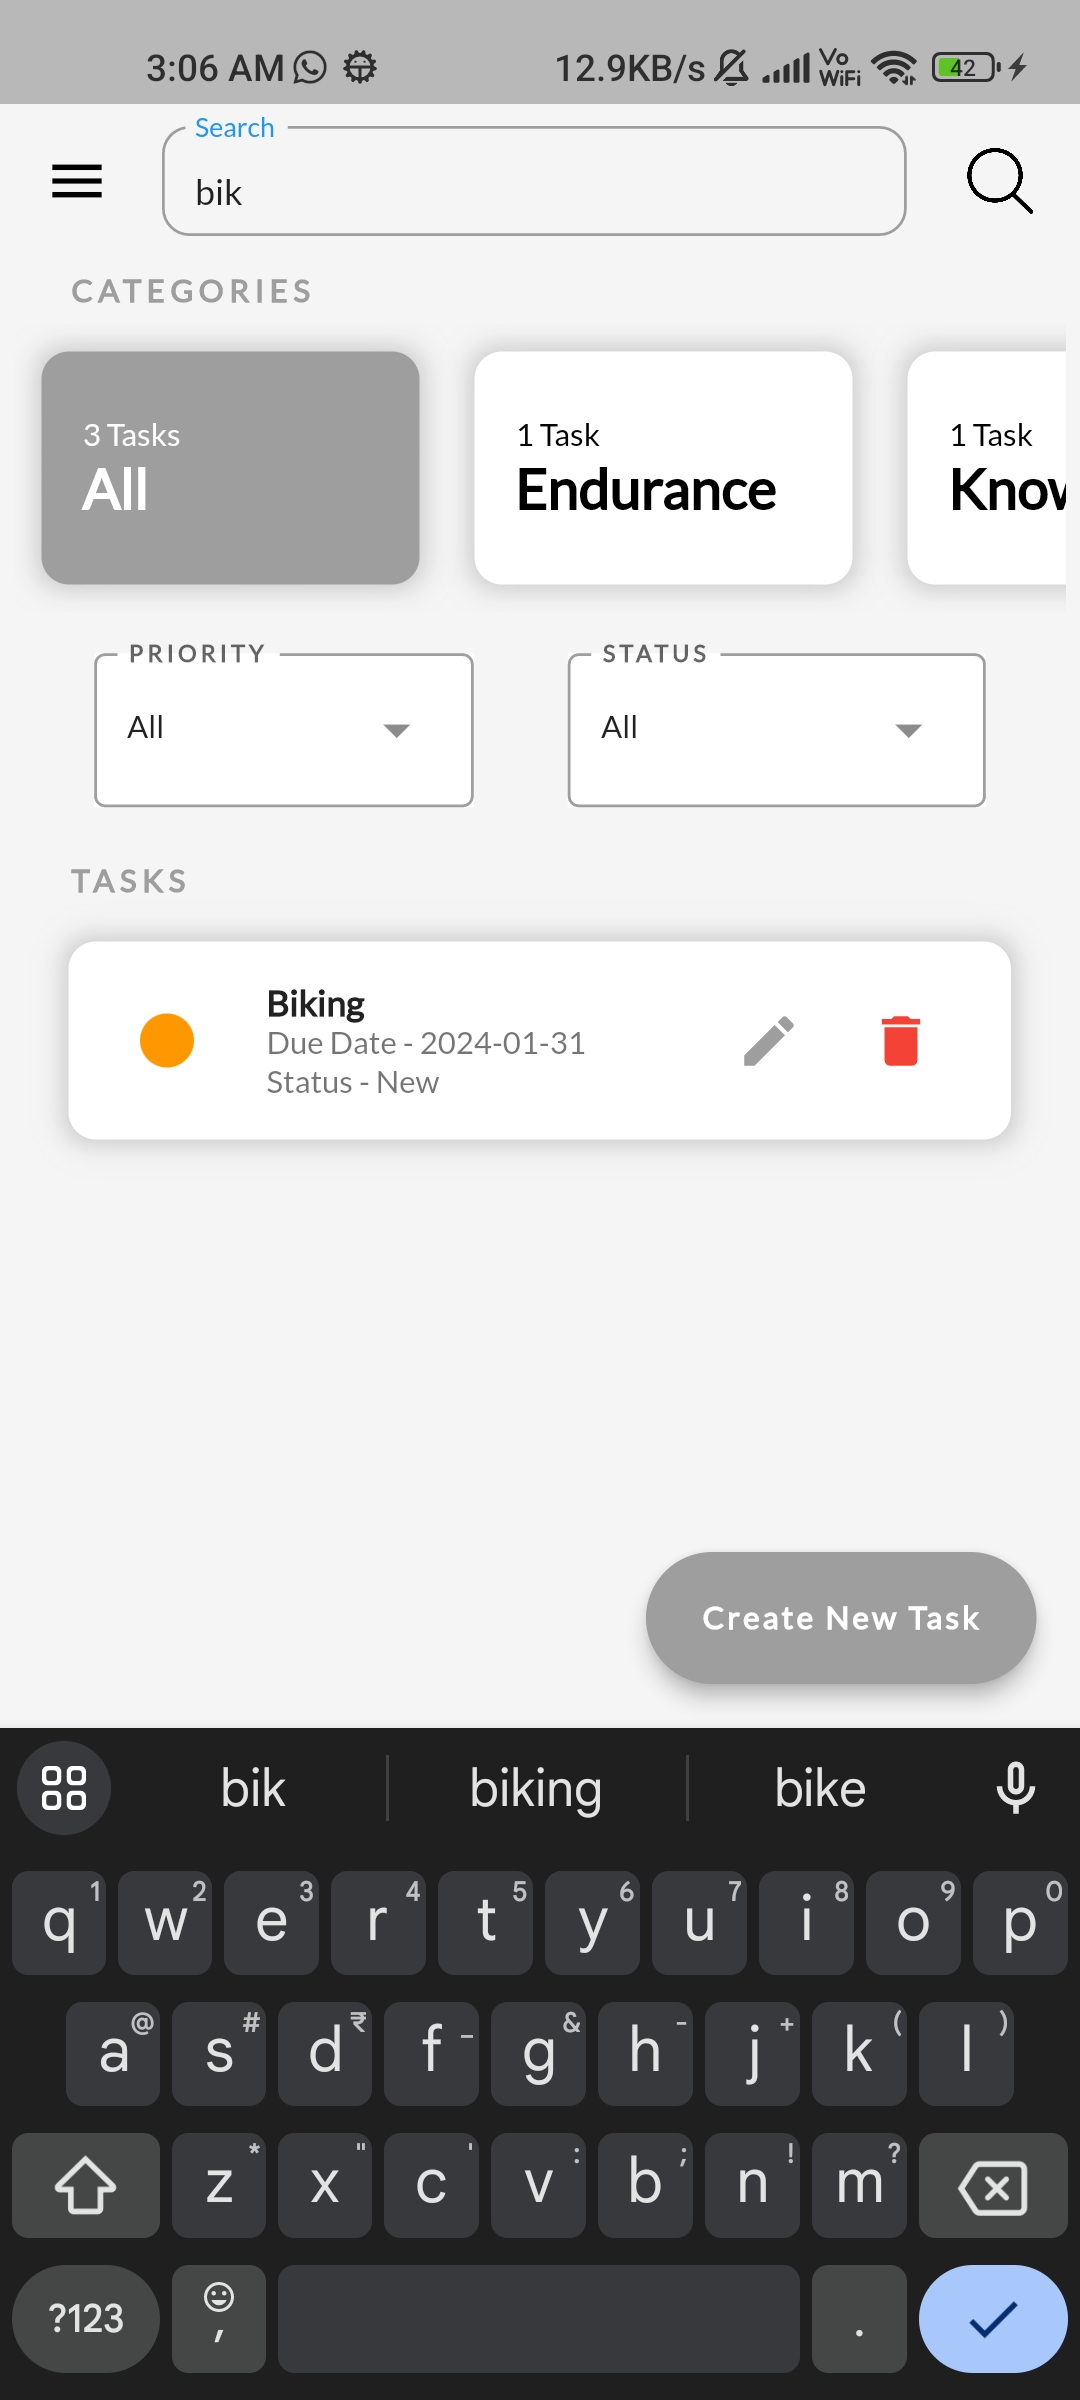 3:06 AM 12.9KB/s Vo WiFi 42
Search
bik
CATEGORIES
3 Tasks
All
1 Task
Endurance
1 Task
Know
PRIORITY
All
STATUS
All
TASKS
Biking
Due Date - 2024-01-31
Status - New
Create New Task
bik biking bike
q 1 w 2 e 3 r 4 t 5 y 6 u 7 i 8 o 9 p 0
a @ s # d ₹ f _ g & h - j + k ( l )
z * x " c ' v : b ; n ! m ?
?123 , .